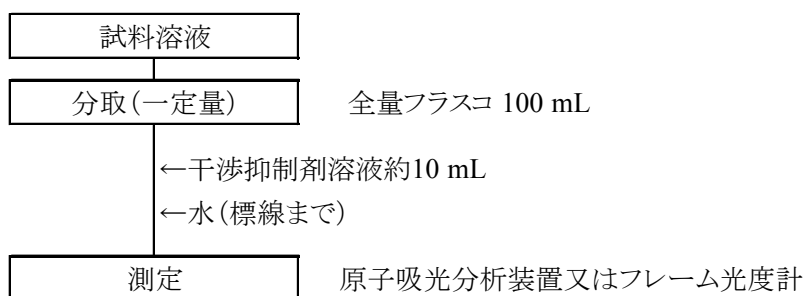 試料溶液
分取(一定量) 全量フラスコ 100 mL
←干渉抑制剤溶液約10 mL
←水(標線まで)
測定 原子吸光分析装置又はフレーム光度計